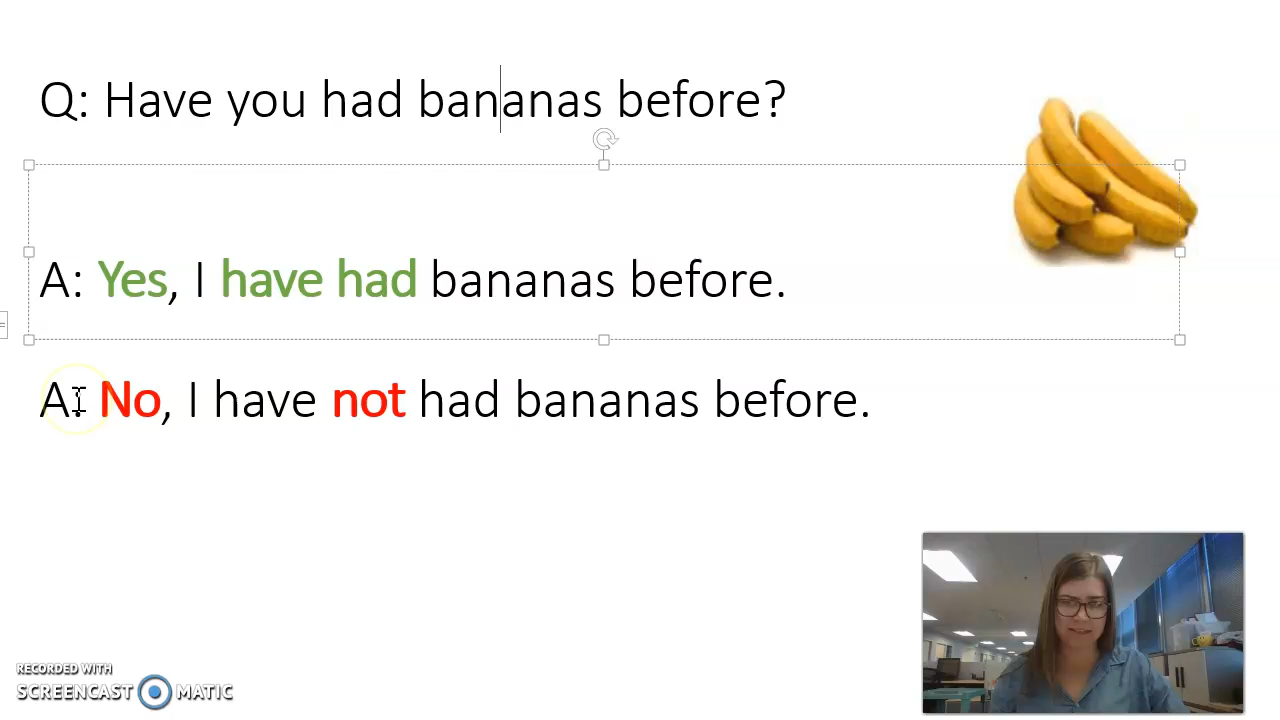 Q: Have you had bananas before?
A: Yes, I have had bananas before.
A: No, I have not had bananas before.
RECORDED WITH
SCREENCAST MATIC